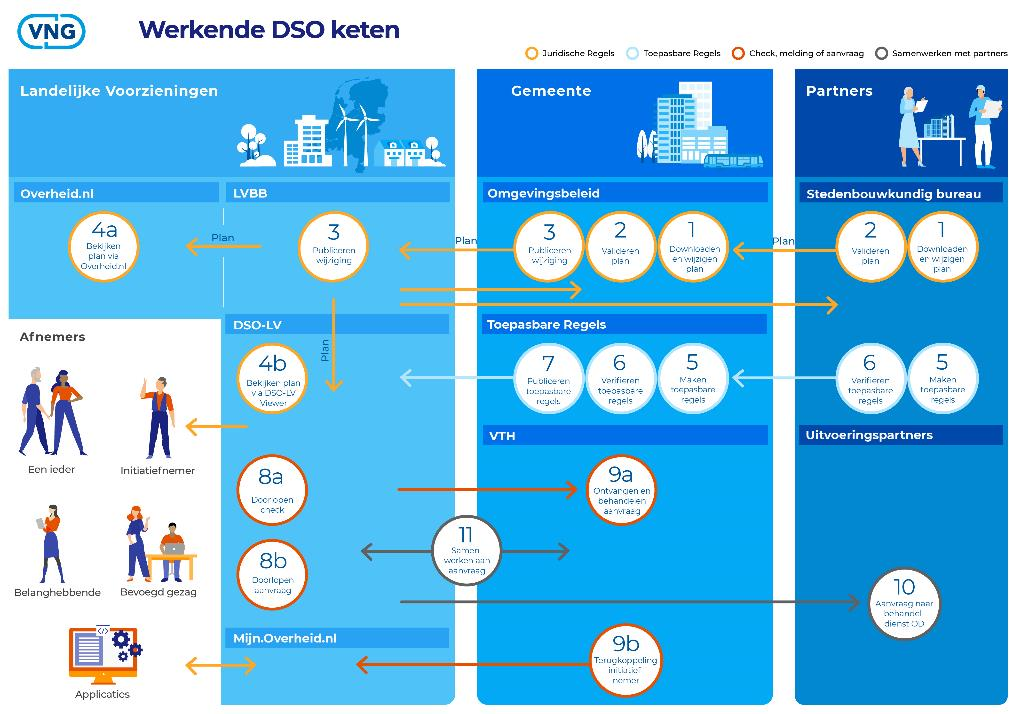 VNG
Werkende DSO keten
Juridische Regels
Toepasbare Regels
Check, melding of aanvraag
Samenwerken met partners
Landelijke Voorzieningen
Gemeente
Partners
Overheid.nl
LVBB
Omgevingsbeleid
Stedenbouwkundig bureau
4a
Bekijken
plan via
Overheid.nl
Plan
3
Publiceren
wijziging
Plan
3
Publiceren
wijziging
2
Valideren
plan
1
Downloaden
en wijzigen
plan
Plan
2
Valideren
plan
1
Downloaden
en wijzigen
plan
Afnemers
DSO-LV
Plan
Toepasbare Regels
4b
Bekijken plan
via DSO-LV
Viewer
7
Publiceren
toepasbare
regels
6
Verifieren
toepasbare
regels
5
Maken
toepasbare
regels
6
Verifieren
toepasbare
regels
5
Maken
toepasbare
regels
VTH
Uitvoeringspartners
Een ieder
Initiatiefnemer
8a
Doorlopen
check
9a
Ontvangen en
behandelen
aanvraag
11
Samen
werken aan
aanvraag
8b
Doorlopen
aanvraag
10
Aanvraag naar
behandel
dienst OD
Belanghebbende
Bevoegd gezag
</>
Mijn.Overheid.nl
9b
Terugkoppeling
initiatief
nemer
Applicaties